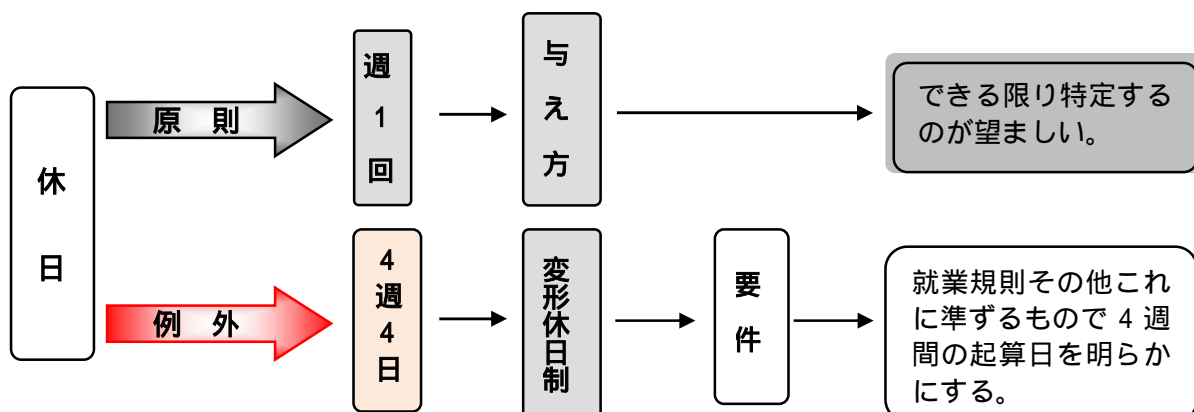 休日
原則
週1回
与え方
できる限り特定する
のが望ましい。
例外
4週4日
変形休日制
要件
就業規則その他これ
に準ずるもので4週
間の起算日を明らか
にする。